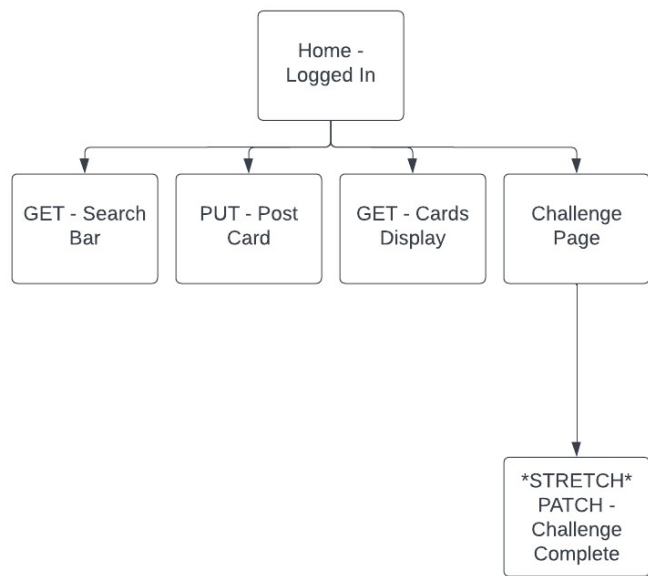 Home -
Logged In
GET - Search
Bar
PUT - Post
Card
GET - Cards
Display
Challenge
Page
*STRETCH*
PATCH -
Challenge
Complete